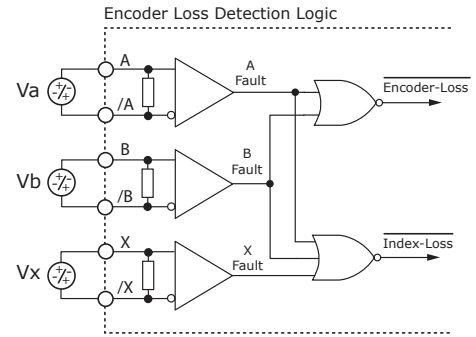 Encoder Loss Detection Logic
A
A
Fault
Encoder-Loss
Va
+/-
-/+
/A
B
B
Fault
Vb
+/-
-/+
/B
X
X
Fault
Index-Loss
Vx
+/-
-/+
/X